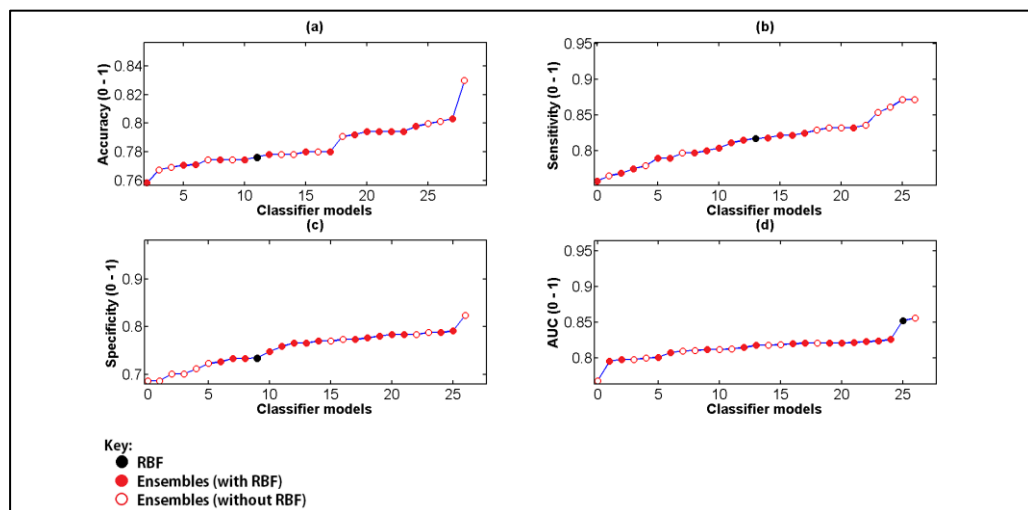 (a)
Accuracy (0 - 1)
0.84
0.82
0.8
0.78
0.76
5
10
15
20
25
Classifier models
(b)
Sensitivity (0 - 1)
0.95
0.9
0.85
0.8
0
5
10
15
20
25
Classifier models
(c)
Specificity (0 - 1)
0.9
0.8
0.7
0
5
10
15
20
25
Classifier models
(d)
AUC (0 - 1)
0.95
0.9
0.85
0.8
0
5
10
15
20
25
Classifier models
Key:
RBF
Ensembles (with RBF)
Ensembles (without RBF)